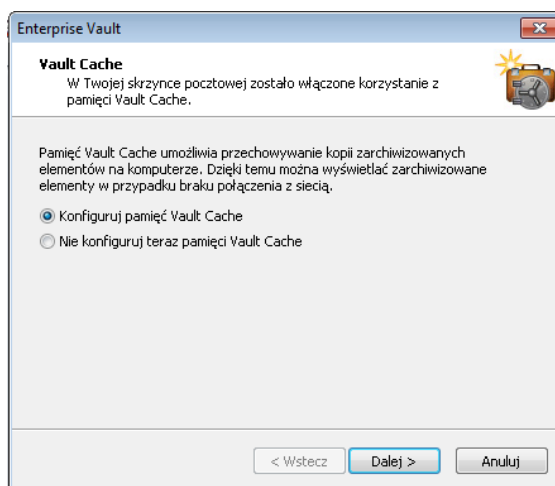 Enterprise Vault
Vault Cache
W Twojej skrzynce pocztowej zostało włączone korzystanie z
pamięci Vault Cache.
Pamięć Vault Cache umożliwia przechowywanie kopii zarchiwizowanych
elementów na komputerze. Dzięki temu można wyświetlać zarchiwizowane
elementy w przypadku braku połączenia z siecią.
Konfiguruj pamięć Vault Cache
Nie konfiguruj teraz pamięci Vault Cache
< Wstecz
Dalej >
Anuluj